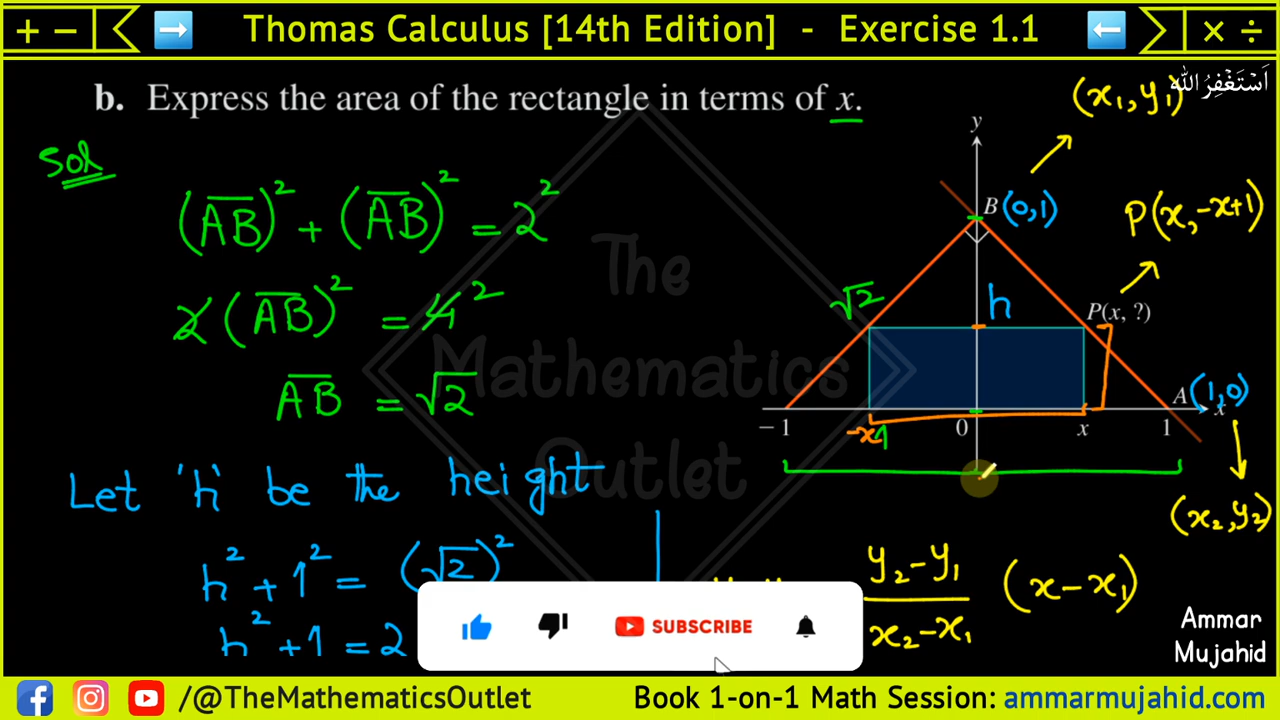 + − Thomas Calculus [14th Edition] - Exercise 1.1 × ÷
اَسْتَغْفِرُ اللّٰه
b. Express the area of the rectangle in terms of x.
(x₁, y₁)
Sol
y
(AB̅)² + (AB̅)² = 2²
B (0,1)
P(x, -x+1)
2(AB̅)² = 4 2
√2
h
P(x, ?)
AB̅ = √2
A (1,0)
−1 -x 1 0 x 1 x
Let 'h' be the height
(x₂, y₂)
h² + 1² = (√2)²
y₂-y₁
(x-x₁)
x₂-x₁
h² + 1 = 2
SUBSCRIBE
The
Mathematics
Outlet
Ammar
Mujahid
/@TheMathematicsOutlet Book 1-on-1 Math Session: ammarmujahid.com